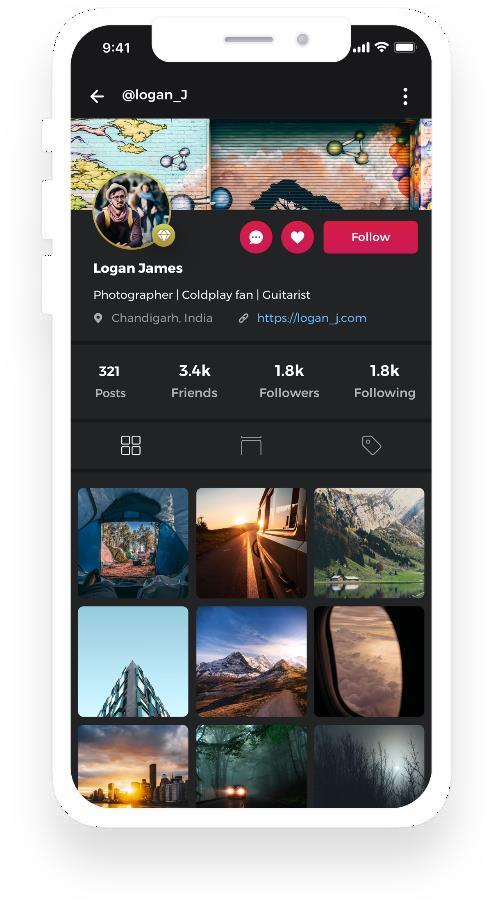 9:41
@logan_J
Follow
Logan James
Photographer | Coldplay fan | Guitarist
Chandigarh, India https://logan_j.com
321 3.4k 1.8k 1.8k
Posts Friends Followers Following